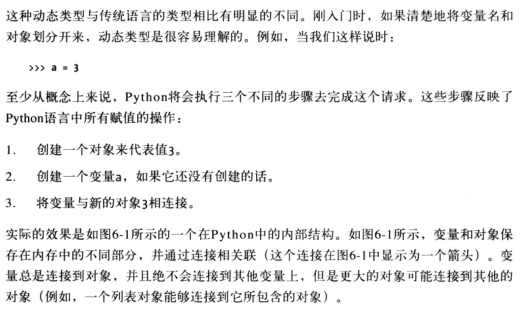 这种动态类型与传统语言的类型相比有明显的不同。刚入门时，如果清楚地将变量名和
对象划分开来，动态类型是很容易理解的。例如，当我们这样说时：
>>> a = 3
至少从概念上来说，Python将会执行三个不同的步骤去完成这个请求。这些步骤反映了
Python语言中所有赋值的操作：
1. 创建一个对象来代表值3。
2. 创建一个变量a，如果它还没有创建的话。
3. 将变量与新的对象3相连接。
实际的效果是如图6-1所示的一个在Python中的内部结构。如图6-1所示，变量和对象保
存在内存中的不同部分，并通过连接相关联（这个连接在图6-1中显示为一个箭头）。变
量总是连接到对象，并且绝不会连接到其他变量上，但是更大的对象可能连接到其他的
对象（例如，一个列表对象能够连接到它所包含的对象）。